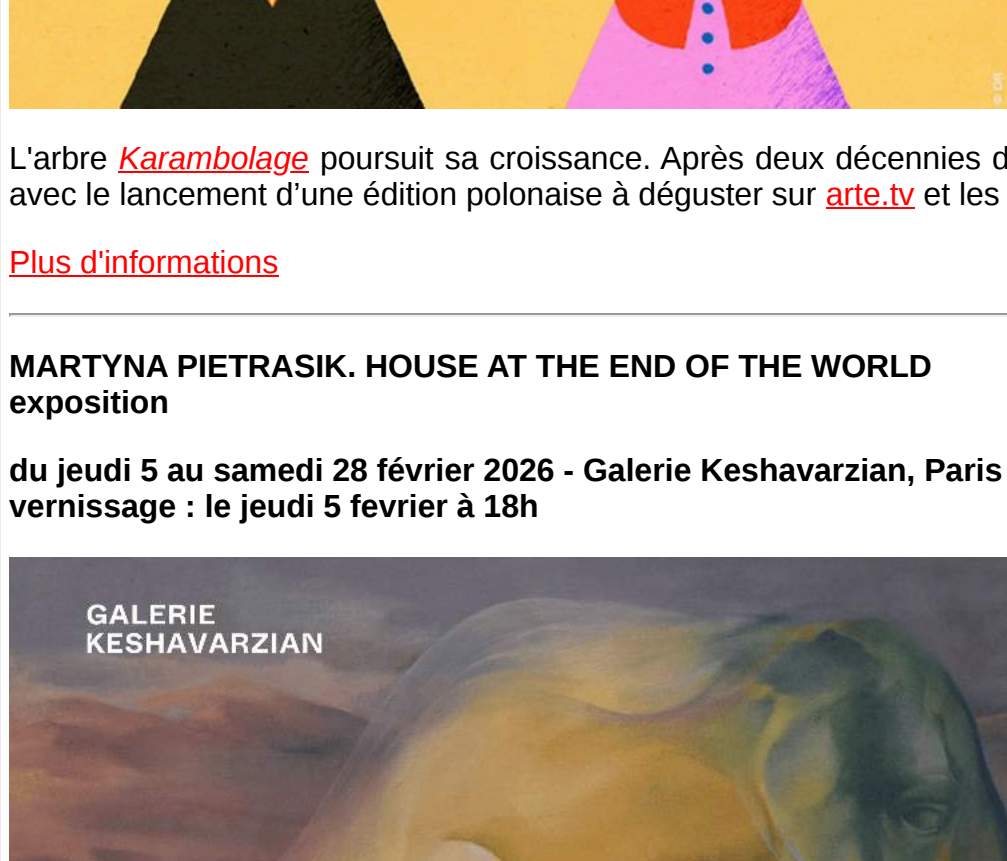 © DR
L'arbre Karambolage poursuit sa croissance. Après deux décennies d
avec le lancement d’une édition polonaise à déguster sur arte.tv et les
Plus d'informations
MARTYNA PIETRASIK. HOUSE AT THE END OF THE WORLD
exposition
du jeudi 5 au samedi 28 février 2026 - Galerie Keshavarzian, Paris
vernissage : le jeudi 5 fevrier à 18h
GALERIE
KESHAVARZIAN